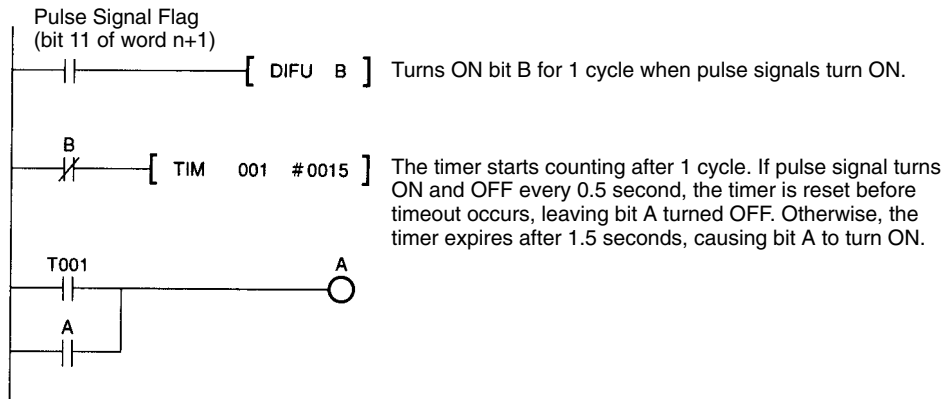 Pulse Signal Flag
(bit 11 of word n+1)
[ DIFU B ] Turns ON bit B for 1 cycle when pulse signals turn ON.
B
[ TIM 001 #0015 ] The timer starts counting after 1 cycle. If pulse signal turns
ON and OFF every 0.5 second, the timer is reset before
timeout occurs, leaving bit A turned OFF. Otherwise, the
timer expires after 1.5 seconds, causing bit A to turn ON.
T001 A
A